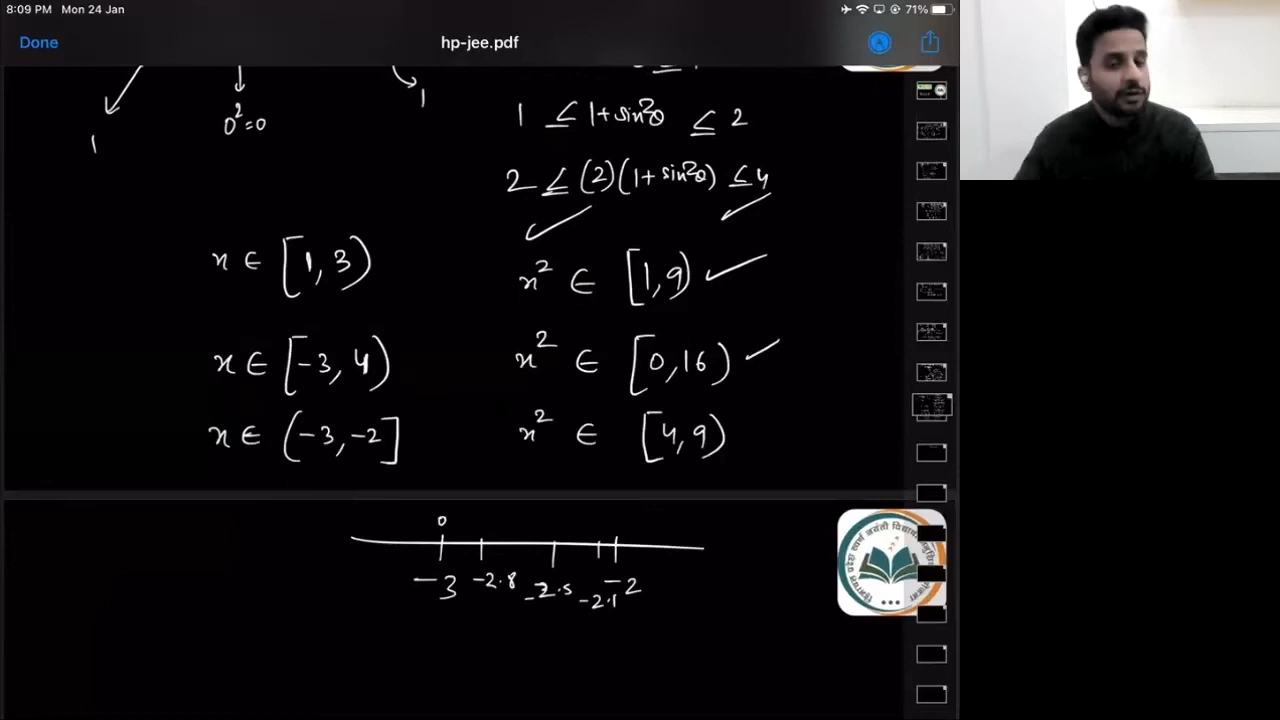 8:09 PM Mon 24 Jan
71%
Done
hp-jee.pdf
1
0²=0
1
1 ≤ 1+sin²θ ≤ 2
2 ≤ (2)(1+sin²θ) ≤ 4
x ∈ [1, 3)
x² ∈ [1, 9)
x ∈ [-3, 4)
x² ∈ [0, 16)
x ∈ (-3, -2]
x² ∈ [4, 9)
0
-3 -2.8 -2.5 -2.1 -2